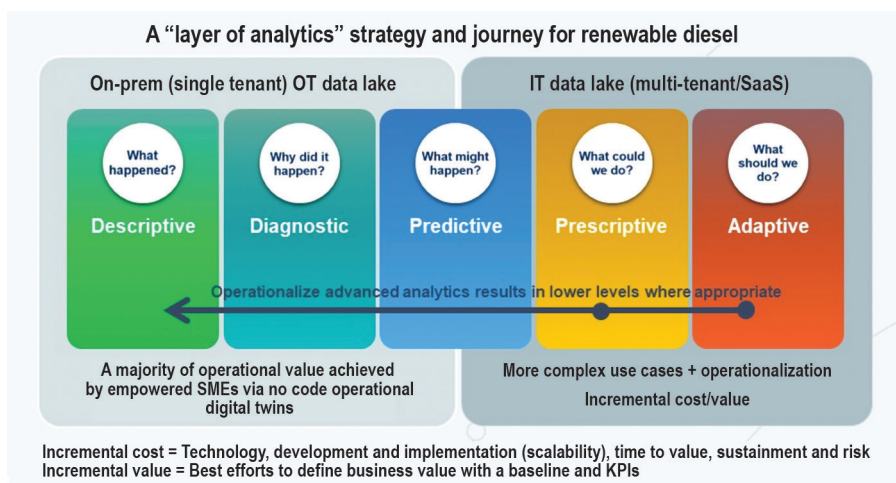 A “layer of analytics” strategy and journey for renewable diesel
On-prem (single tenant) OT data lake
IT data lake (multi-tenant/SaaS)
What
happened?
Why did it
happen?
What might
happen?
What could
we do?
What
should we
do?
Descriptive
Diagnostic
Predictive
Prescriptive
Adaptive
Operationalize advanced analytics results in lower levels where appropriate
A majority of operational value achieved
by empowered SMEs via no code operational
digital twins
More complex use cases + operationalization
Incremental cost/value
Incremental cost = Technology, development and implementation (scalability), time to value, sustainment and risk
Incremental value = Best efforts to define business value with a baseline and KPIs